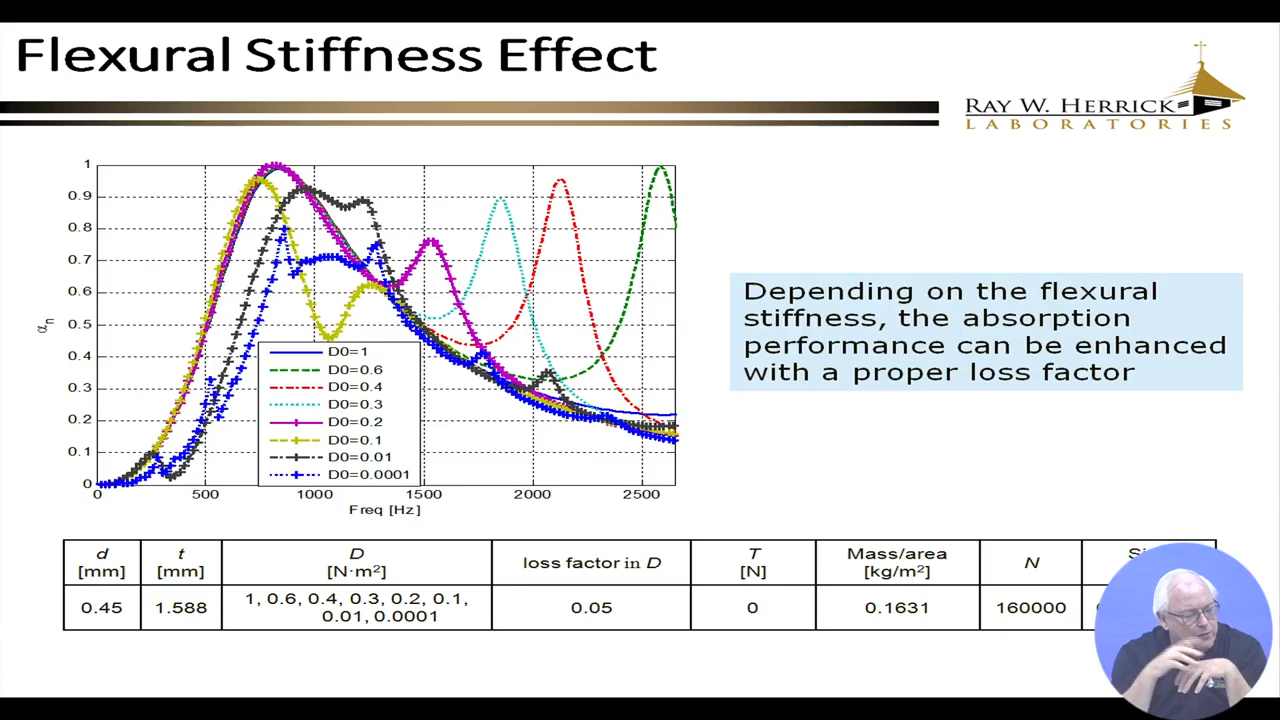 Flexural Stiffness Effect
RAY W. HERRICK
LABORATORIES
1
0.9
0.8
0.7
0.6
0.5
0.4
0.3
0.2
0.1
0
αn
0 500 1000 1500 2000 2500
Freq [Hz]
D0=1
D0=0.6
D0=0.4
D0=0.3
D0=0.2
D0=0.1
D0=0.01
D0=0.0001
Depending on the flexural
stiffness, the absorption
performance can be enhanced
with a proper loss factor
d t D loss factor in D T Mass/area N
[mm] [mm] [N·m²] [N] [kg/m²]
0.45 1.588 1, 0.6, 0.4, 0.3, 0.2, 0.1, 0.05 0 0.1631 160000
0.01, 0.0001